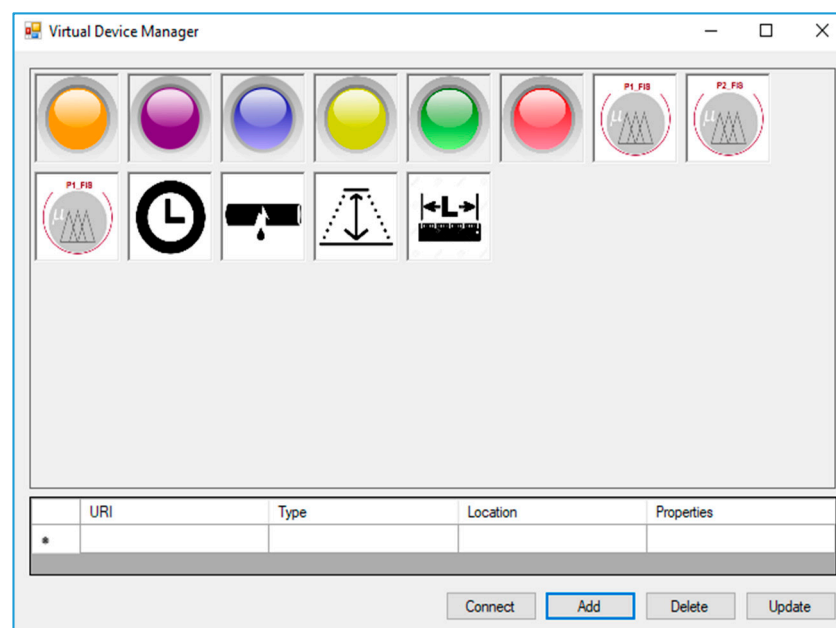 Virtual Device Manager
P1_FIS
P2_FIS
μ
μ
P1_FIS
μ
L
URI Type Location Properties
*
Connect Add Delete Update